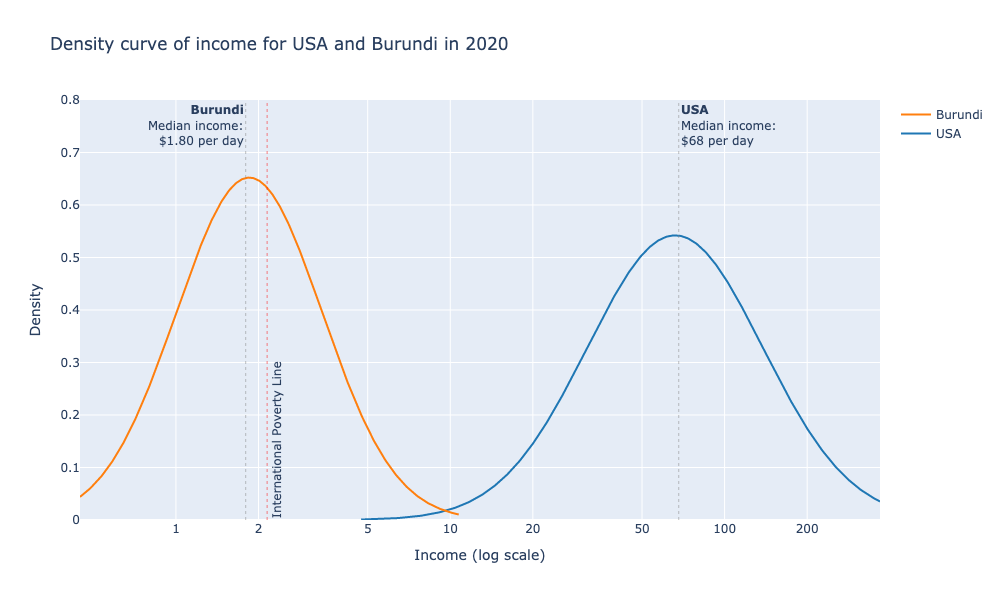 Density curve of income for USA and Burundi in 2020
Burundi
Median income:
$1.80 per day
USA
Median income:
$68 per day
Burundi
USA
0.8
0.7
0.6
0.5
0.4
0.3
0.2
0.1
0
Density
International Poverty Line
1 2 5 10 20 50 100 200
Income (log scale)